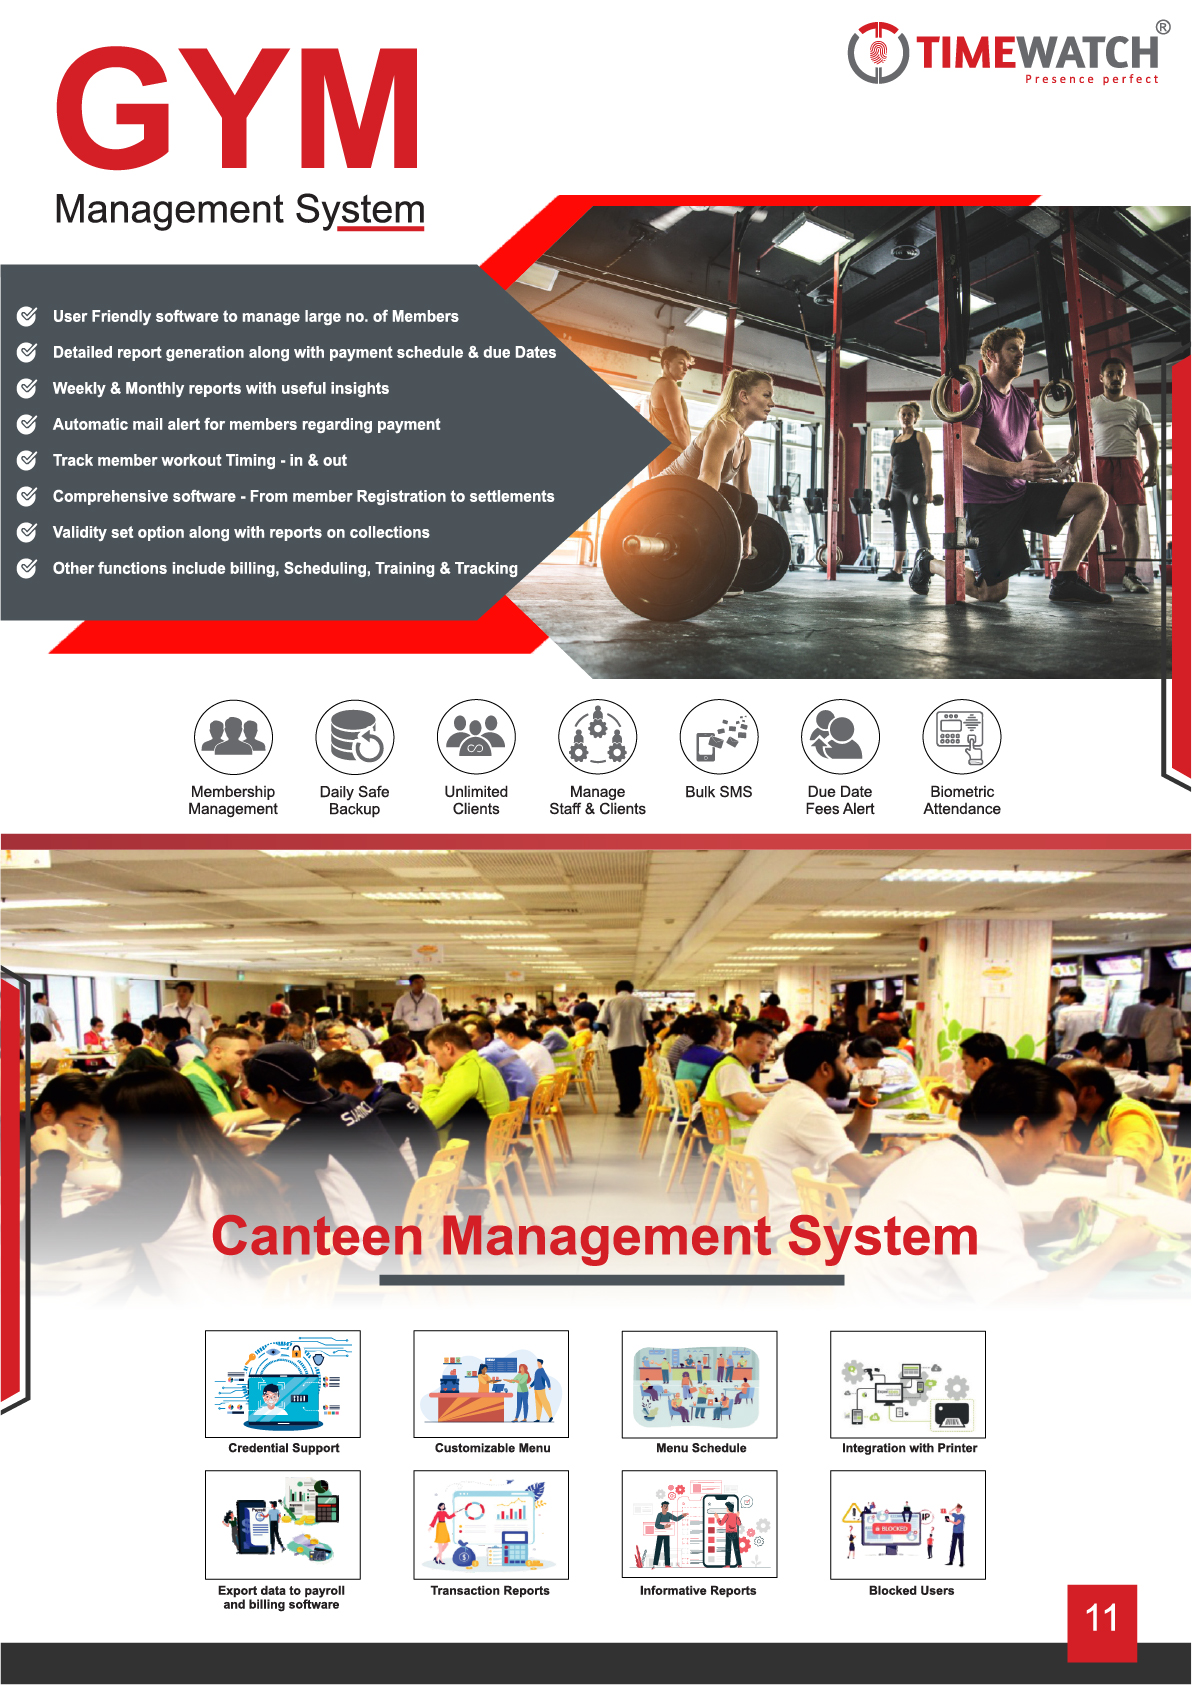 GYM
Management System
TIMEWATCH®
Presence perfect
User Friendly software to manage large no. of Members
Detailed report generation along with payment schedule & due Dates
Weekly & Monthly reports with useful insights
Automatic mail alert for members regarding payment
Track member workout Timing - in & out
Comprehensive software - From member Registration to settlements
Validity set option along with reports on collections
Other functions include billing, Scheduling, Training & Tracking
Membership
Management
Daily Safe
Backup
Unlimited
Clients
Manage
Staff & Clients
Bulk SMS
Due Date
Fees Alert
Biometric
Attendance
Canteen Management System
Credential Support
Customizable Menu
Menu Schedule
Integration with Printer
IP
BLOCKED
Export data to payroll
and billing software
Transaction Reports
Informative Reports
Blocked Users
11